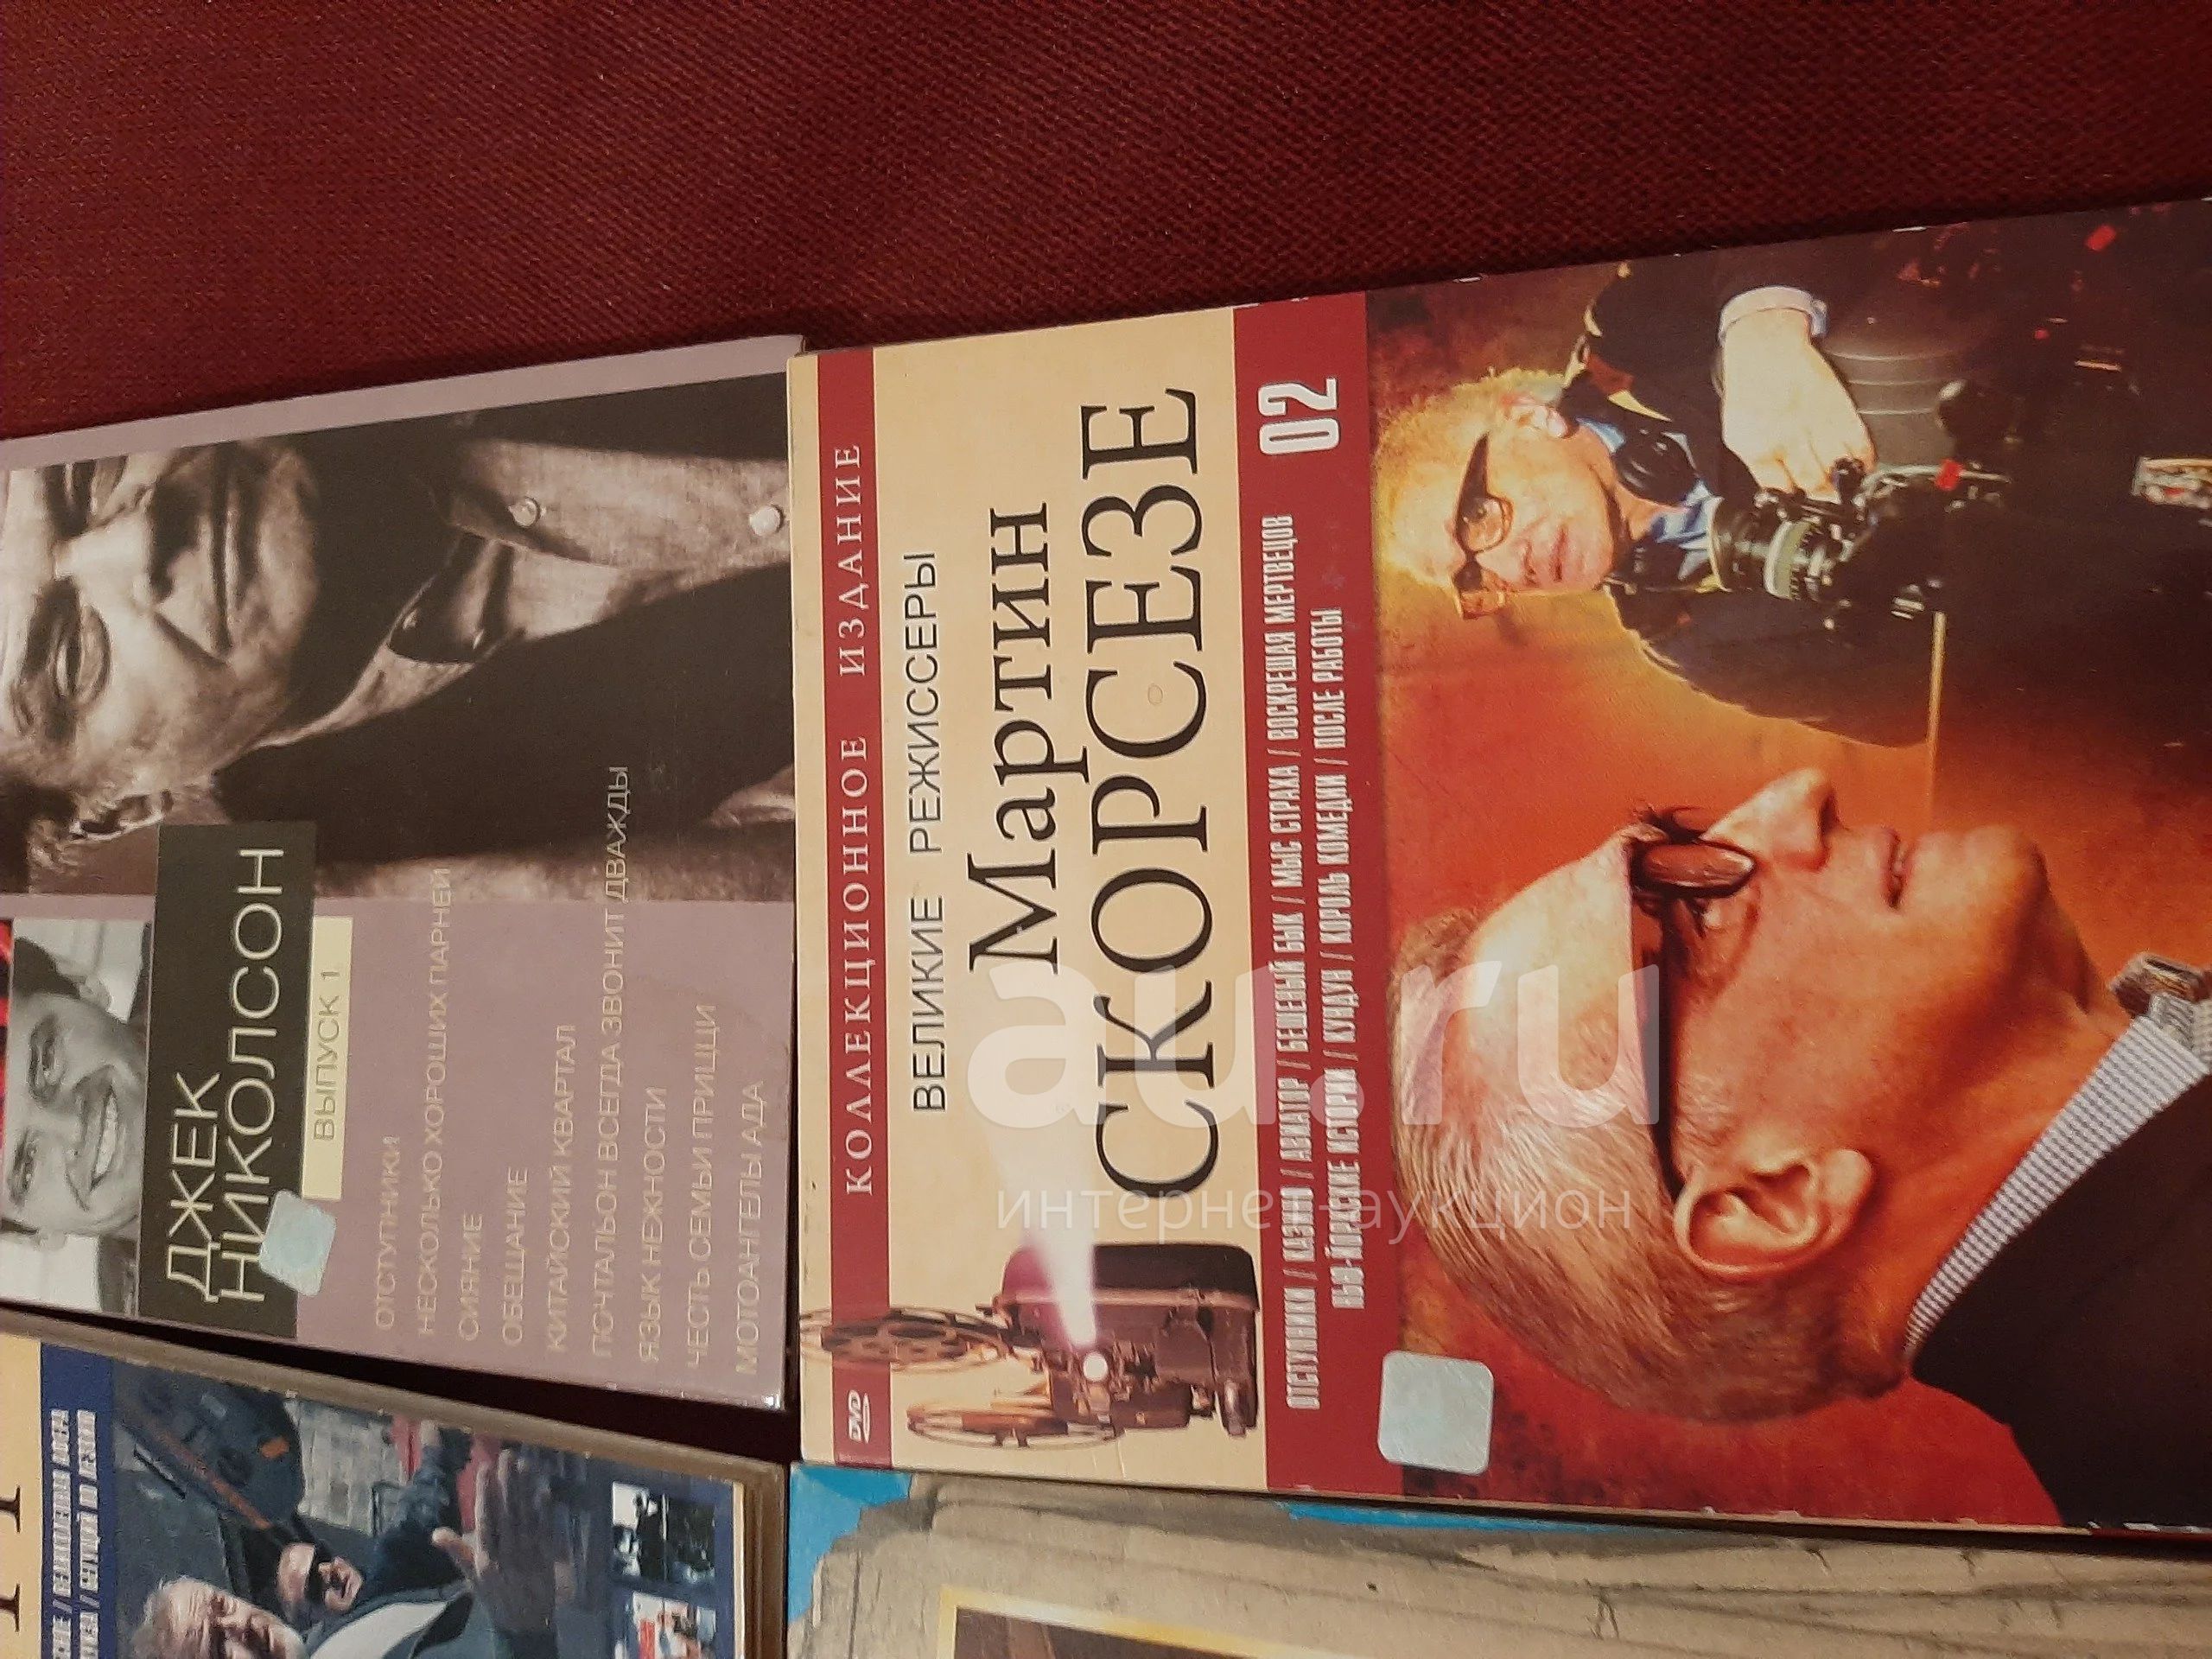 ДЖЕК
НИКОЛСОН
ВЫПУСК 1
ОТСТУПНИКИ
НЕСКОЛЬКО ХОРОШИХ ПАРНЕЙ
СИЯНИЕ
ОБЕЩАНИЕ
КИТАЙСКИЙ КВАРТАЛ
ПОЧТАЛЬОН ВСЕГДА ЗВОНИТ ДВАЖДЫ
ЯЗЫК НЕЖНОСТИ
ЧЕСТЬ СЕМЬИ ПРИЦЦИ
МОТОАНГЕЛЫ АДА
DVD
КОЛЛЕКЦИОННОЕ ИЗДАНИЕ
ВЕЛИКИЕ РЕЖИССЕРЫ
Мартин
СКОРСЕЗЕ
02
ОТСТУПНИКИ / КАЗИНО / АВИАТОР / БЕШЕНЫЙ БЫК / МЫС СТРАХА / ВОСКРЕШАЯ МЕРТВЕЦОВ
НЬЮ-ЙОРКСКИЕ ИСТОРИИ / КУНДУН / КОРОЛЬ КОМЕДИИ / ПОСЛЕ РАБОТЫ
au.ru
интернет-аукцион